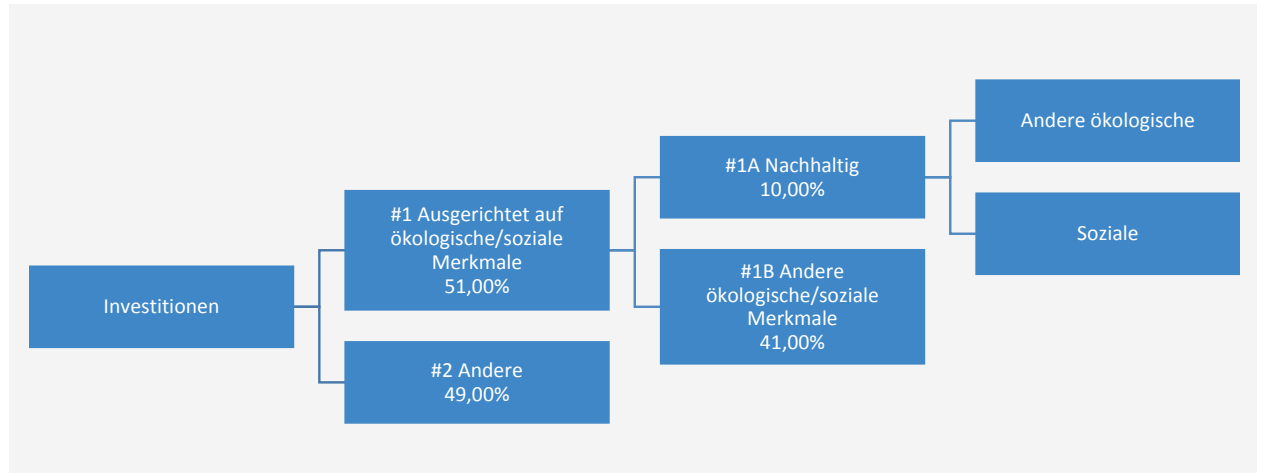 Investitionen
#1 Ausgerichtet auf
ökologische/soziale
Merkmale
51,00%
#2 Andere
49,00%
#1A Nachhaltig
10,00%
#1B Andere
ökologische/soziale
Merkmale
41,00%
Andere ökologische
Soziale